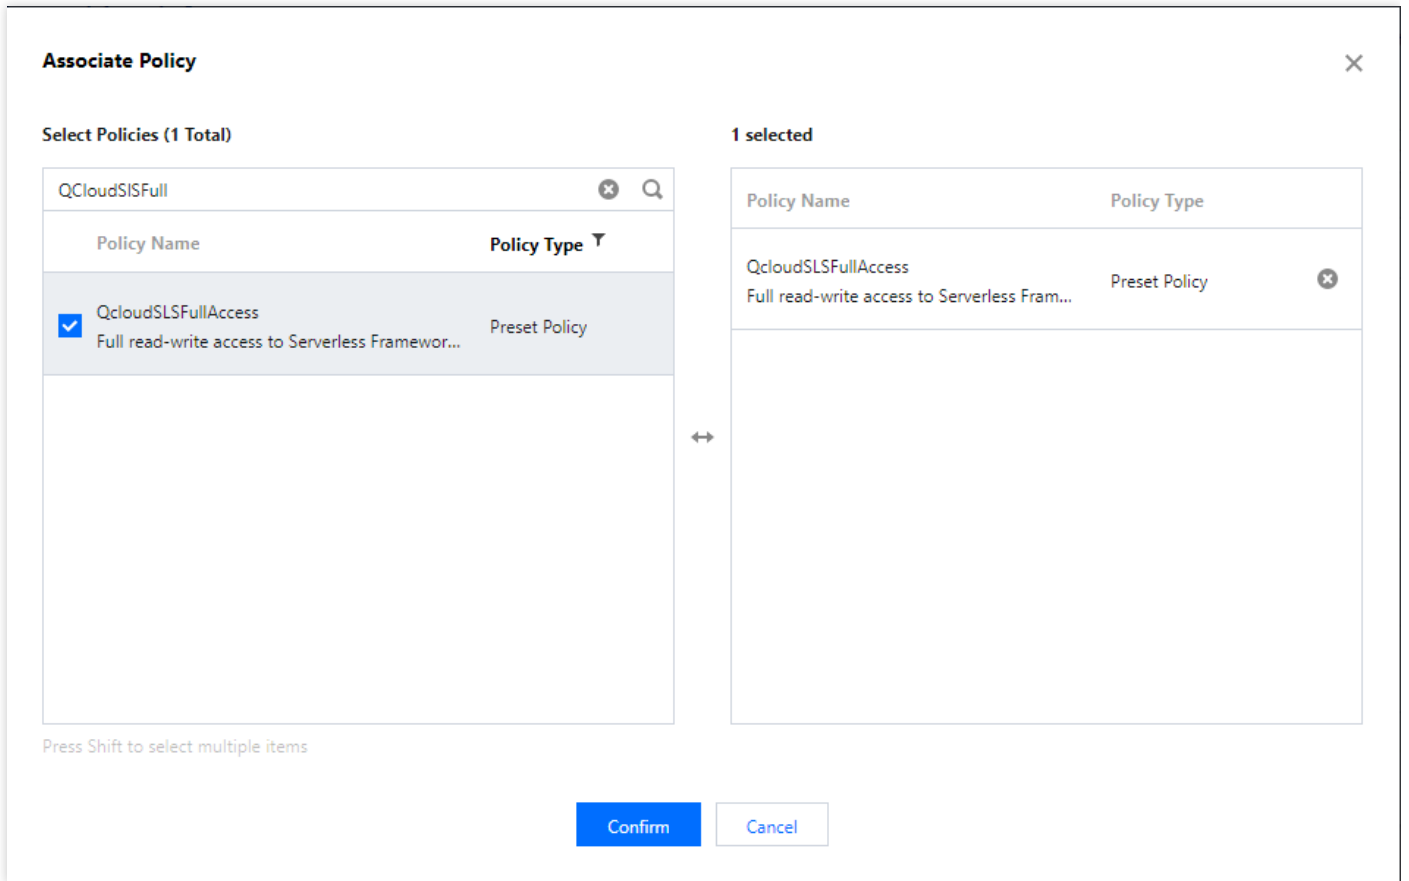 Associate Policy
Select Policies (1 Total)
QCloudSlSFull
Policy Name Policy Type
QcloudSLSFullAccess
Full read-write access to Serverless Framewor...
Preset Policy
1 selected
Policy Name Policy Type
QcloudSLSFullAccess
Full read-write access to Serverless Fram...
Preset Policy
Press Shift to select multiple items
Confirm Cancel